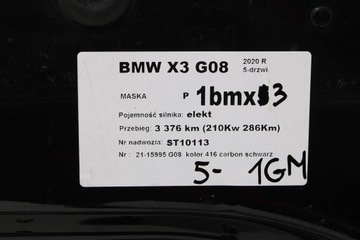 BMW X3 G08 2020 R
5-drzwi
MASKA P 1bmx33
Pojemność silnika: elekt
Przebieg: 3 376 km (210Kw 286Km)
Nr nadwozia: ST10113
Nr : 21-15995 G08 kolor 416 carbon schwarz
5- 1GM